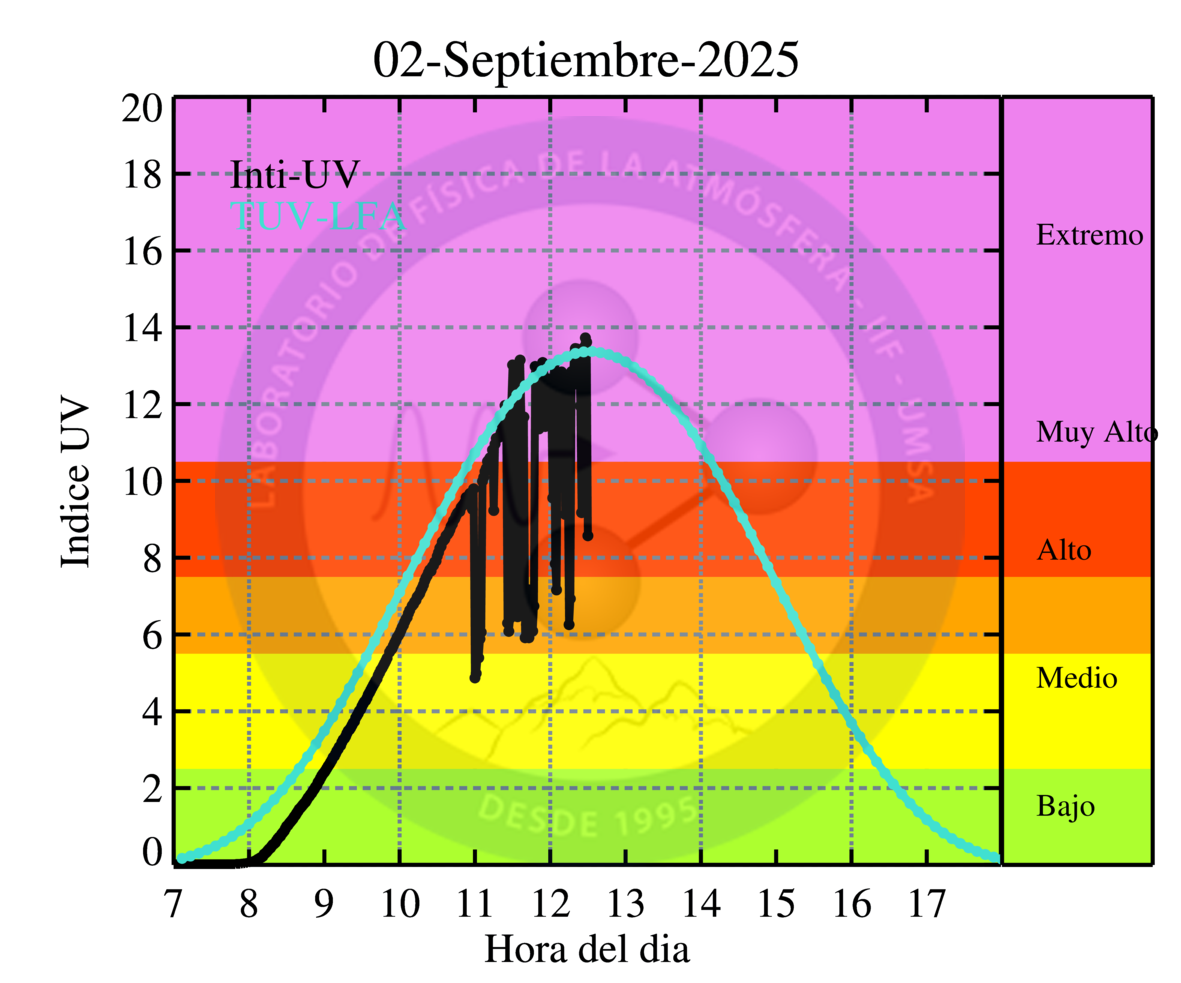 02-Septiembre-2025
Inti-UV
TUV-LFA
LABORATORIO DE FÍSICA DE LA ATMÓSFERA - IIF - UMSA
DESDE 1995
Indice UV
20
18
16
14
12
10
8
6
4
2
0
Extremo
Muy Alto
Alto
Medio
Bajo
7 8 9 10 11 12 13 14 15 16 17
Hora del dia